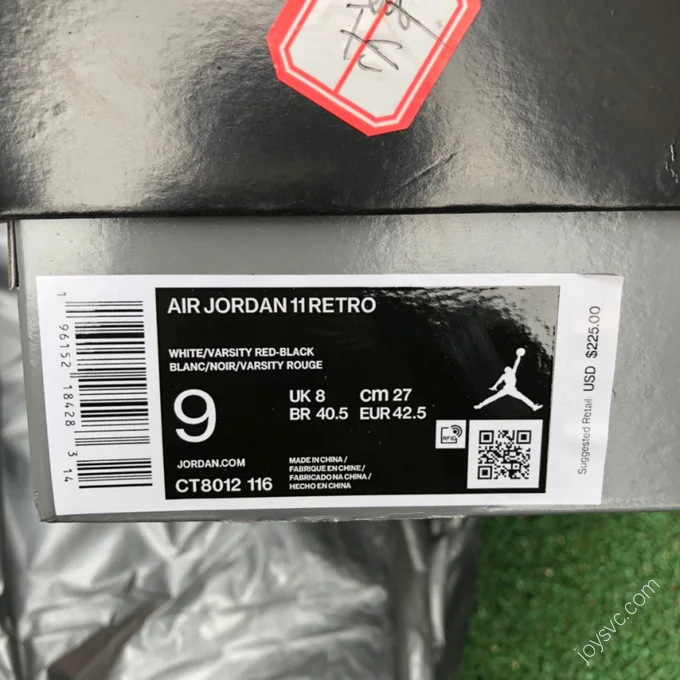 AIR JORDAN 11 RETRO
WHITE/VARSITY RED-BLACK
BLANC/NOIR/VARSITY ROUGE
9
UK 8
cm 27
BR 40.5
EUR 42.5
JORDAN.COM
CT8012 116
MADE IN CHINA /
FABRIQUE EN CHINE /
FABRICADO NA CHINA /
HECHO EN CHINA
RFID
1 96152 18428 3 14
Suggested Retail: USD $225.00
joysvc.com